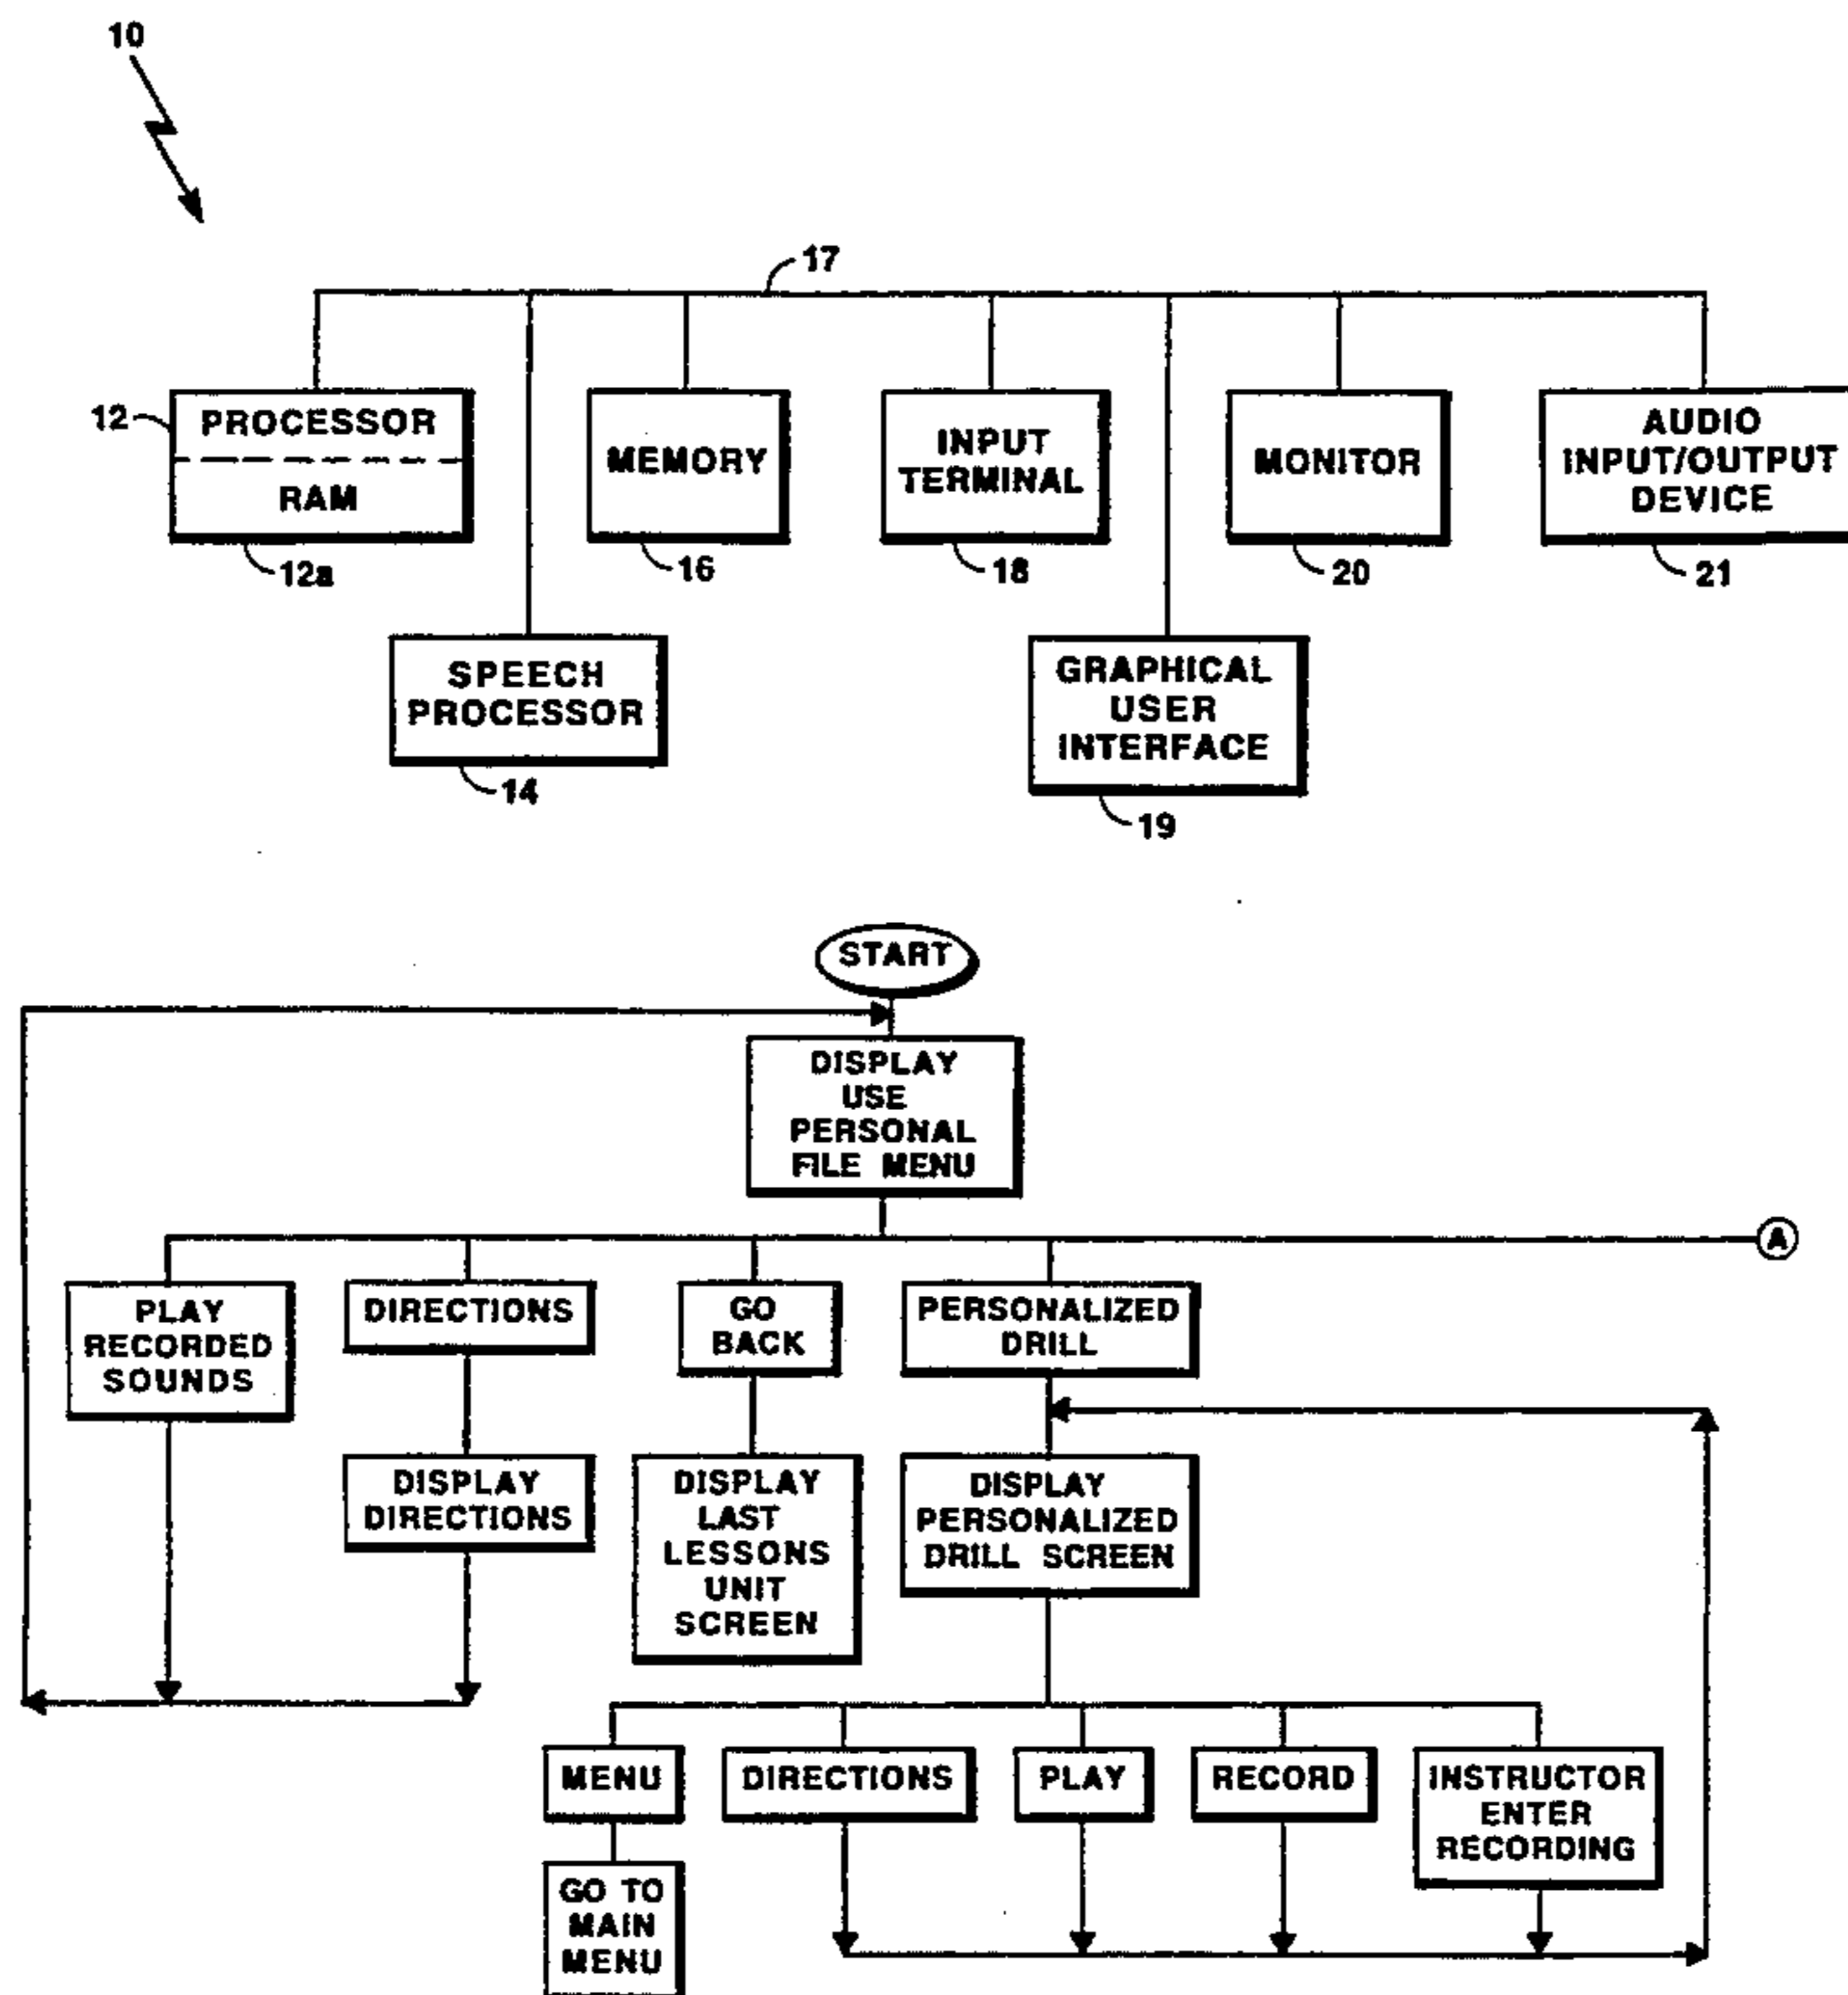 10
17
12
PROCESSOR
RAM
12a
MEMORY
16
INPUT
TERMINAL
18
MONITOR
20
AUDIO
INPUT/OUTPUT
DEVICE
21
SPEECH
PROCESSOR
14
GRAPHICAL
USER
INTERFACE
19
START
DISPLAY
USE
PERSONAL
FILE MENU
A
PLAY
RECORDED
SOUNDS
DIRECTIONS
GO
BACK
PERSONALIZED
DRILL
DISPLAY
DIRECTIONS
DISPLAY
LAST
LESSONS
UNIT
SCREEN
DISPLAY
PERSONALIZED
DRILL SCREEN
MENU
DIRECTIONS
PLAY
RECORD
INSTRUCTOR
ENTER
RECORDING
GO TO
MAIN
MENU